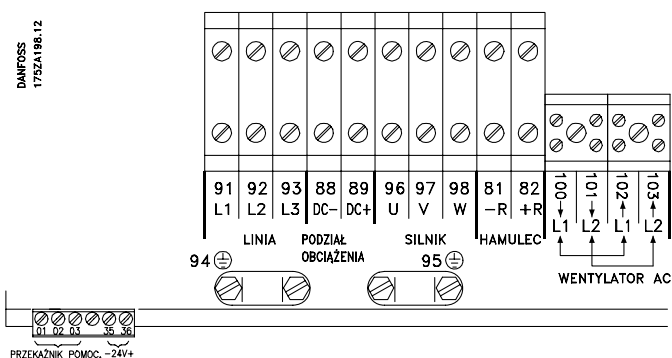 DANFOSS
175ZA198.12
91 92 93 88 89 96 97 98 81 82 100 101 102 103
L1 L2 L3 DC- DC+ U V W -R +R L1 L2 L1 L2
LINIA PODZIAŁ OBCIĄŻENIA SILNIK HAMULEC
94 95 WENTYLATOR AC
01 02 03 35 36
PRZEKAŹNIK POMOC. -24V+